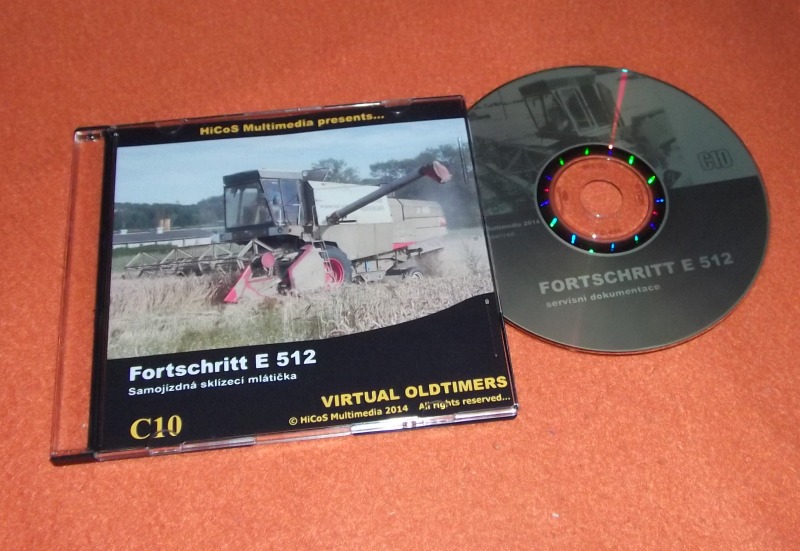 HiCoS Multimedia presents...
Fortschritt E 512
Samojízdná sklízecí mlátička
VIRTUAL OLDTIMERS
C10
© HiCoS Multimedia 2014 All rights reserved...
C10
FORTSCHRITT E 512
servisní dokumentace